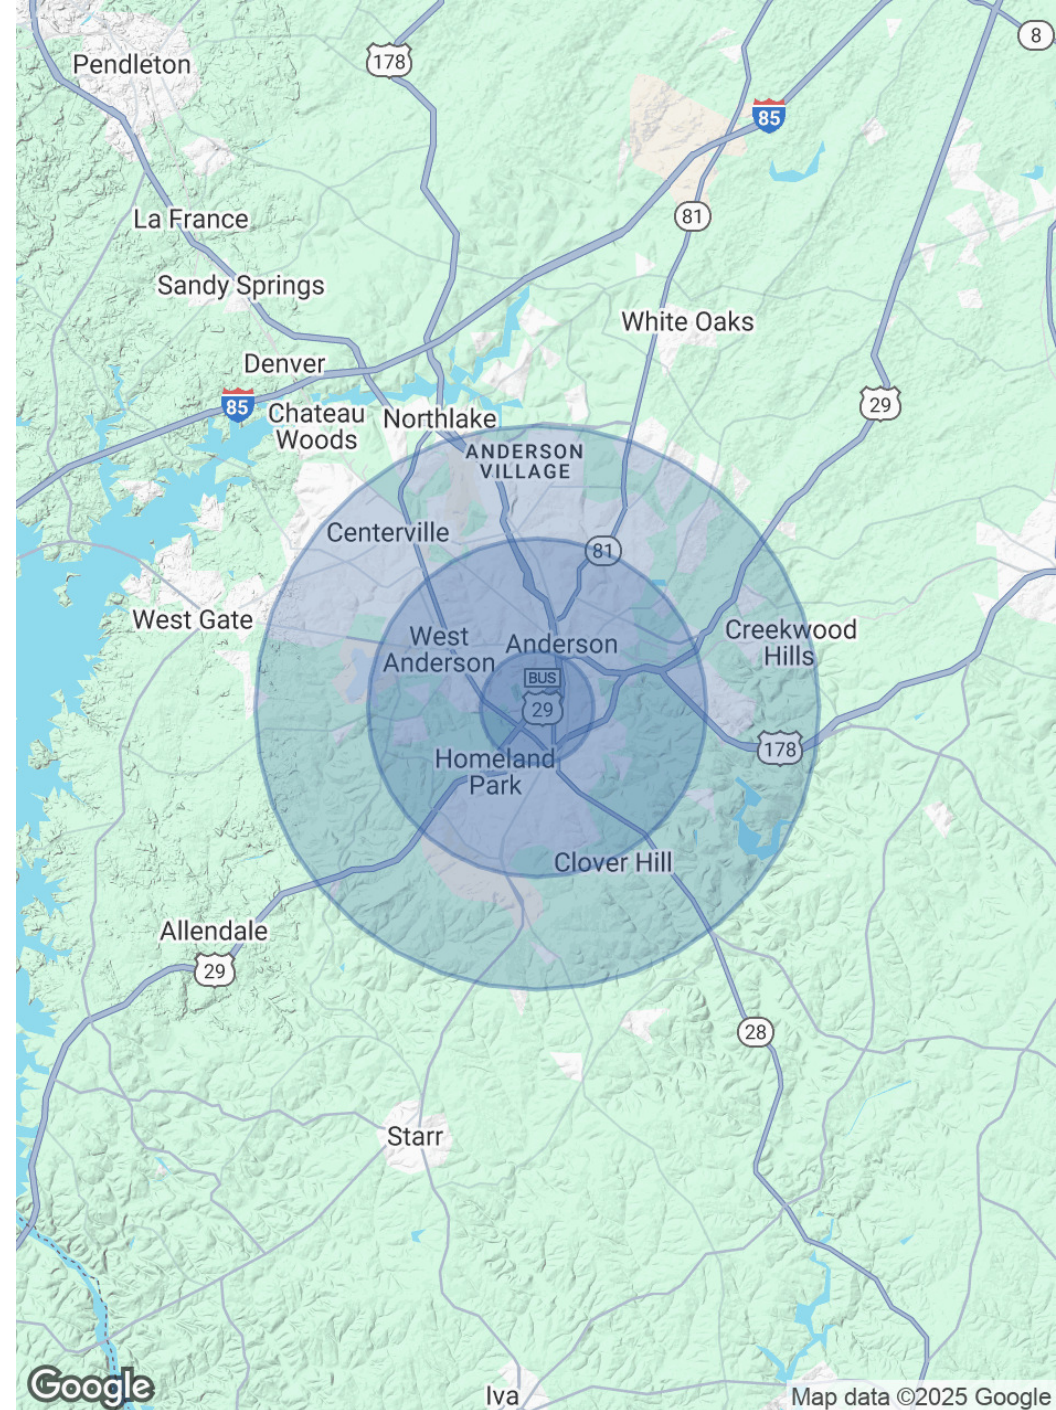 8
178
Pendleton
85
81
La France
Sandy Springs
White Oaks
Denver
85
29
Chateau
Woods
Northlake
ANDERSON
VILLAGE
Centerville
81
West Gate
West
Anderson
Anderson
Creekwood
Hills
BUS
29
178
Homeland
Park
Clover Hill
Allendale
29
28
Starr
Iva
Google
Map data ©2025 Google